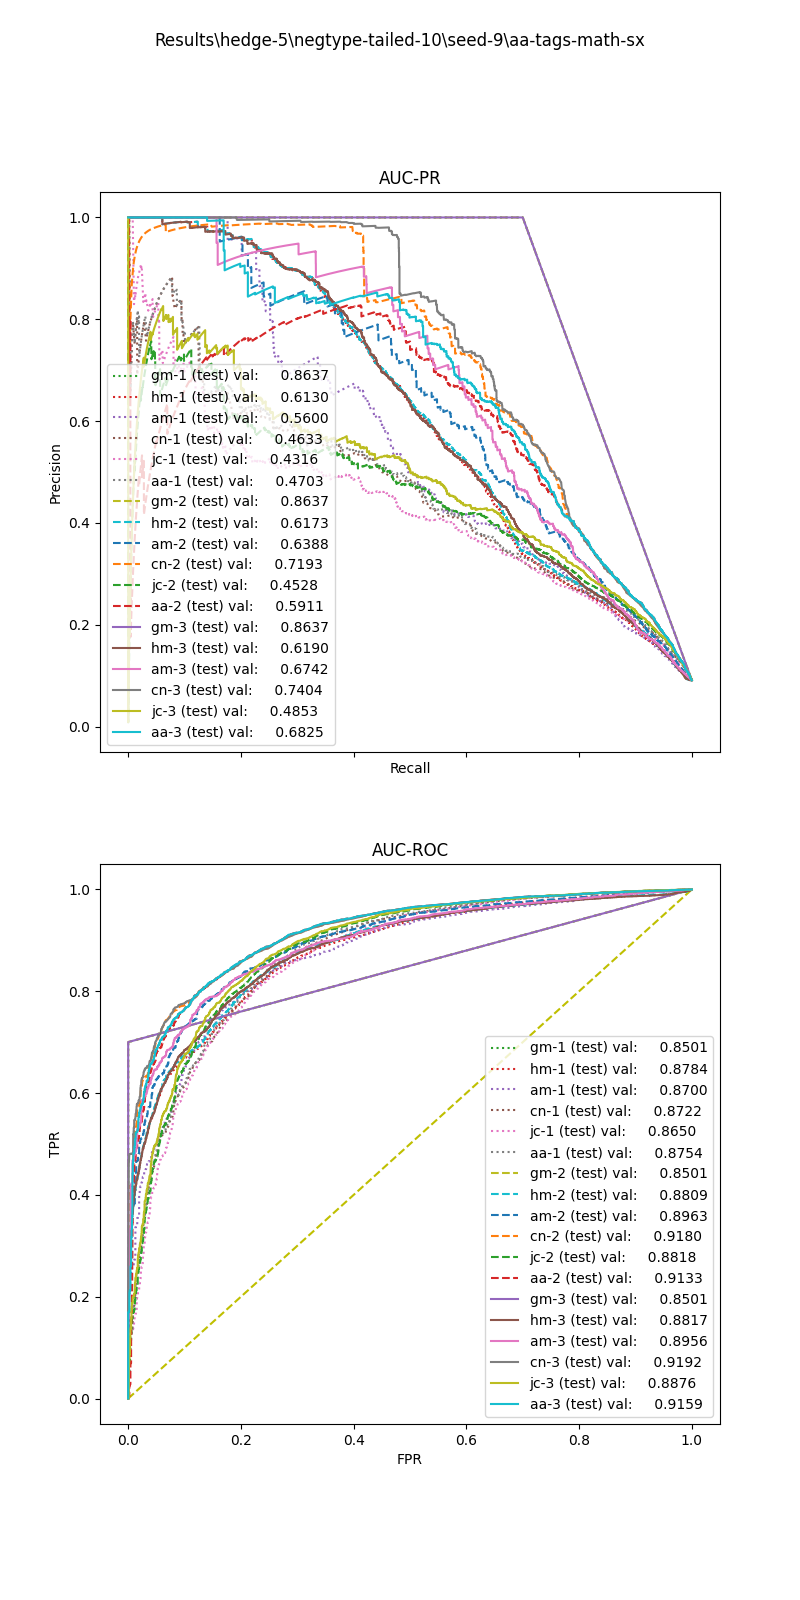 Results\hedge-5\negtype-tailed-10\seed-9\aa-tags-math-sx
AUC-PR
1.0
0.8
0.6
0.4
0.2
0.0
Precision
gm-1 (test) val: 0.8637
hm-1 (test) val: 0.6130
am-1 (test) val: 0.5600
cn-1 (test) val: 0.4633
jc-1 (test) val: 0.4316
aa-1 (test) val: 0.4703
gm-2 (test) val: 0.8637
hm-2 (test) val: 0.6173
am-2 (test) val: 0.6388
cn-2 (test) val: 0.7193
jc-2 (test) val: 0.4528
aa-2 (test) val: 0.5911
gm-3 (test) val: 0.8637
hm-3 (test) val: 0.6190
am-3 (test) val: 0.6742
cn-3 (test) val: 0.7404
jc-3 (test) val: 0.4853
aa-3 (test) val: 0.6825
Recall
AUC-ROC
1.0
0.8
0.6
0.4
0.2
0.0
TPR
gm-1 (test) val: 0.8501
hm-1 (test) val: 0.8784
am-1 (test) val: 0.8700
cn-1 (test) val: 0.8722
jc-1 (test) val: 0.8650
aa-1 (test) val: 0.8754
gm-2 (test) val: 0.8501
hm-2 (test) val: 0.8809
am-2 (test) val: 0.8963
cn-2 (test) val: 0.9180
jc-2 (test) val: 0.8818
aa-2 (test) val: 0.9133
gm-3 (test) val: 0.8501
hm-3 (test) val: 0.8817
am-3 (test) val: 0.8956
cn-3 (test) val: 0.9192
jc-3 (test) val: 0.8876
aa-3 (test) val: 0.9159
0.0 0.2 0.4 0.6 0.8 1.0
FPR